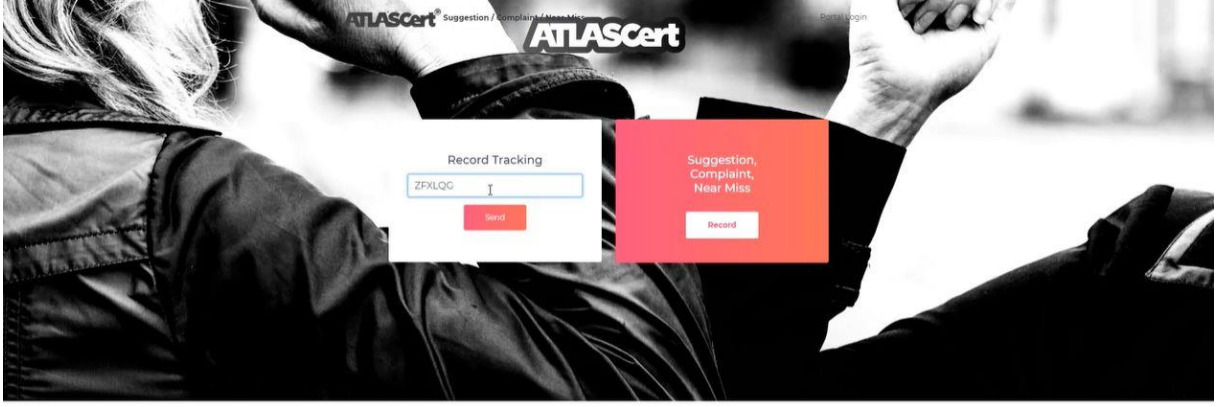 ATLASCert® Suggestion / Complaint / Near Miss
Portal Login
ATLASCert
Record Tracking
ZFXLQG
Send
Suggestion,
Complaint,
Near Miss
Record